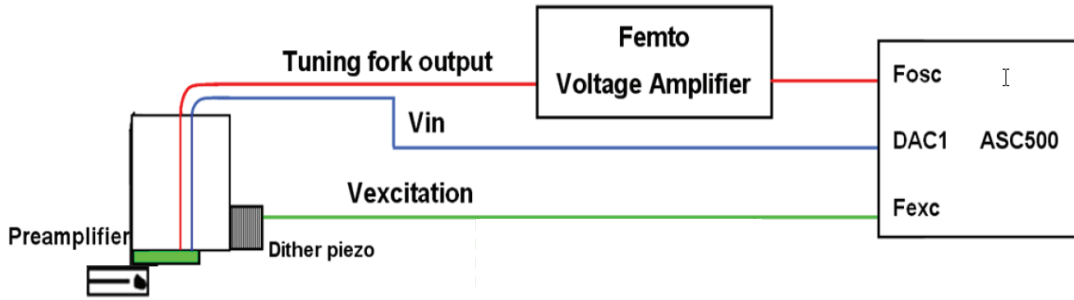 Femto
Voltage Amplifier
Tuning fork output
Fosc
Vin
DAC1 ASC500
Vexcitation
Fexc
Preamplifier
Dither piezo